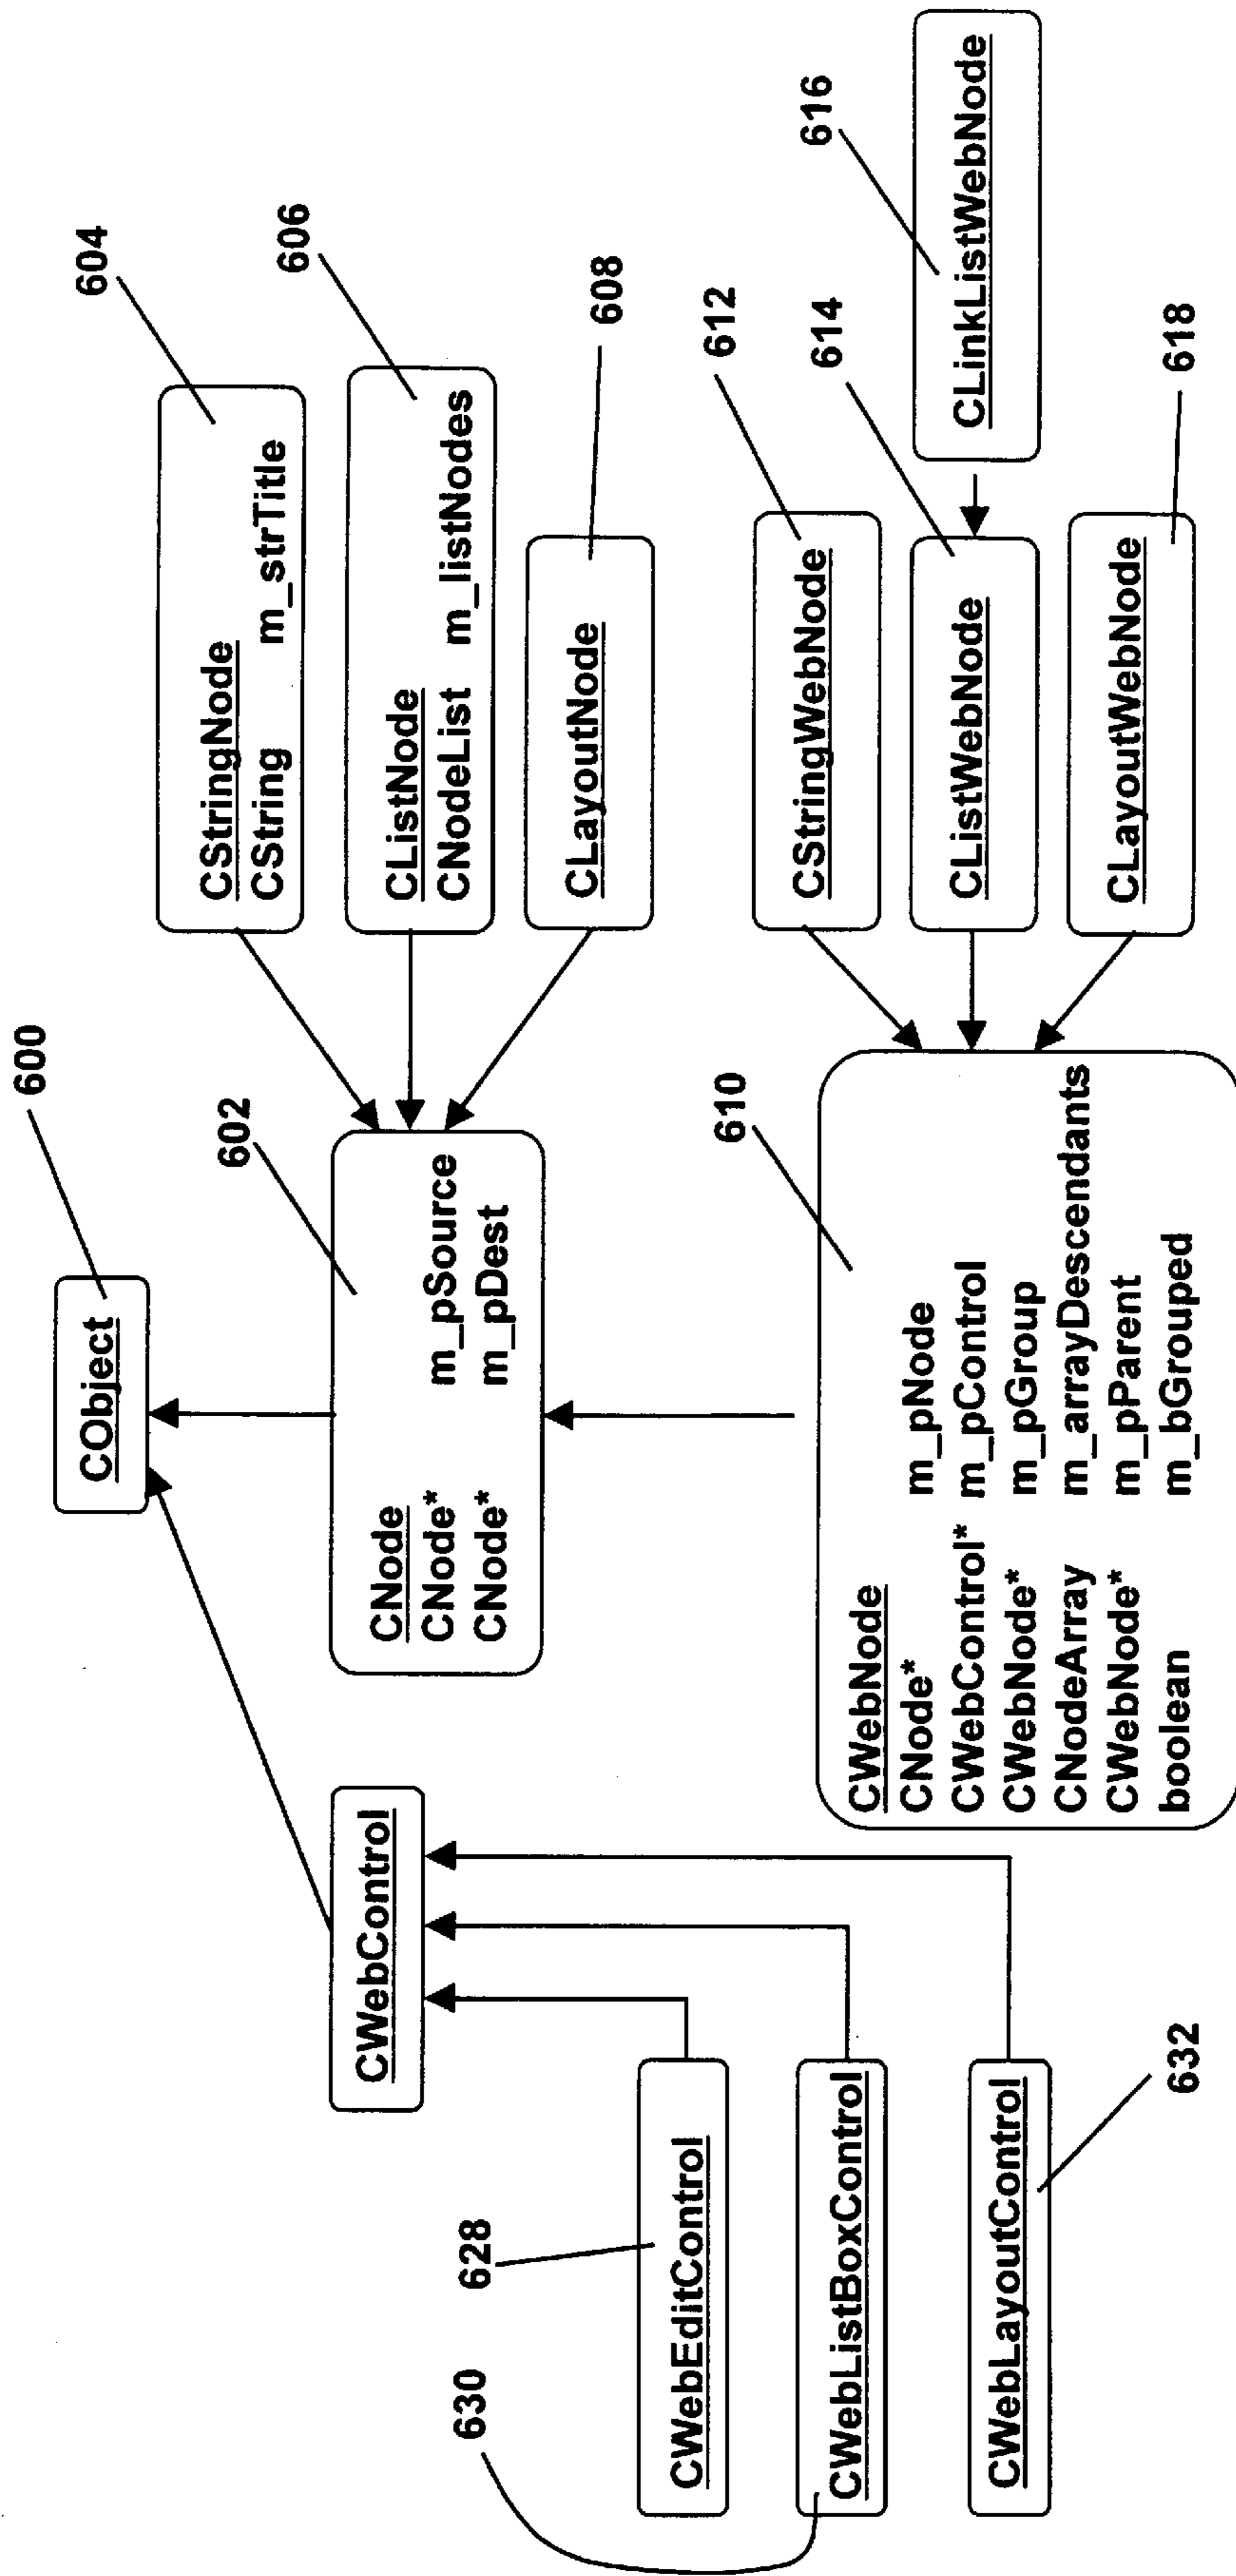 600
CObject
602
CNode
CNode* m_pSource
CNode* m_pDest
604
CStringNode
CString m_strTitle
606
CListNode
CNodeList m_listNodes
608
CLayoutNode
CWebControl
628
CWebEditControl
630
CWebListBoxControl
CWebLayoutControl
632
610
CWebNode
CNode* m_pNode
CWebControl* m_pControl
CWebNode* m_pGroup
CNodeArray m_arrayDescendants
CWebNode* m_pParent
boolean m_bGrouped
612
CStringWebNode
614
CListWebNode
616
CLinkListWebNode
CLayoutWebNode
618